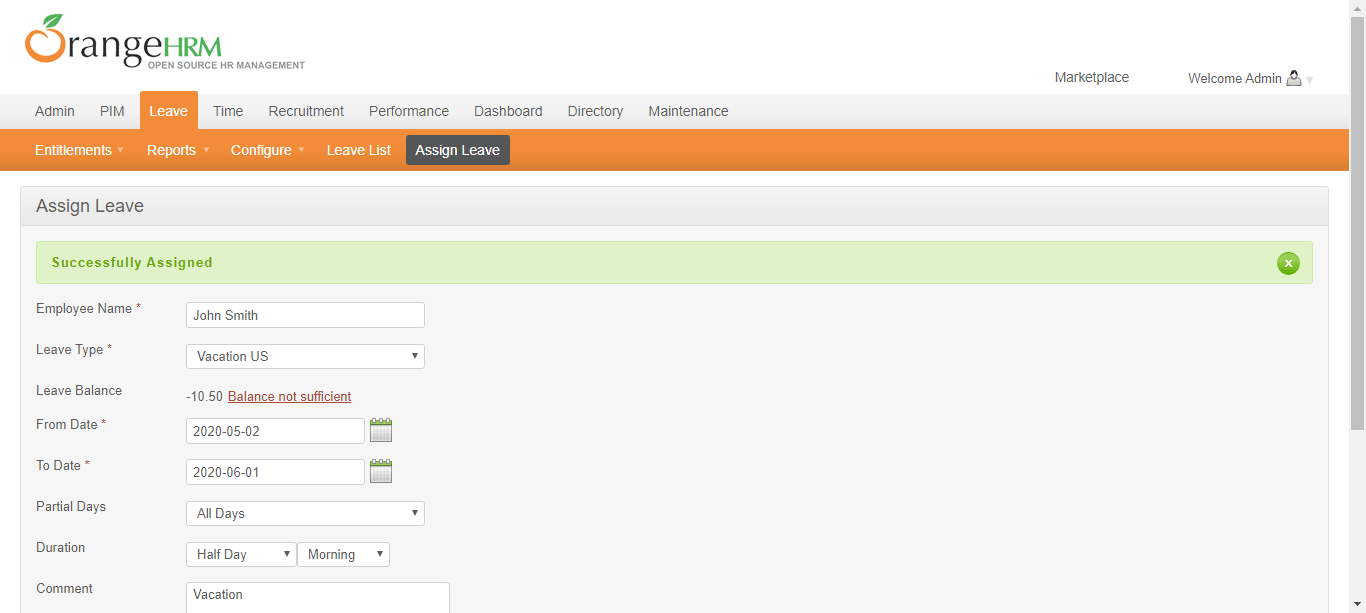 OrangeHRM
OPEN SOURCE HR MANAGEMENT
Marketplace Welcome Admin
Admin PIM Leave Time Recruitment Performance Dashboard Directory Maintenance
Entitlements Reports Configure Leave List Assign Leave
Assign Leave
Successfully Assigned x
Employee Name * John Smith
Leave Type * Vacation US
Leave Balance -10.50 Balance not sufficient
From Date * 2020-05-02
To Date * 2020-06-01
Partial Days All Days
Duration Half Day Morning
Comment Vacation